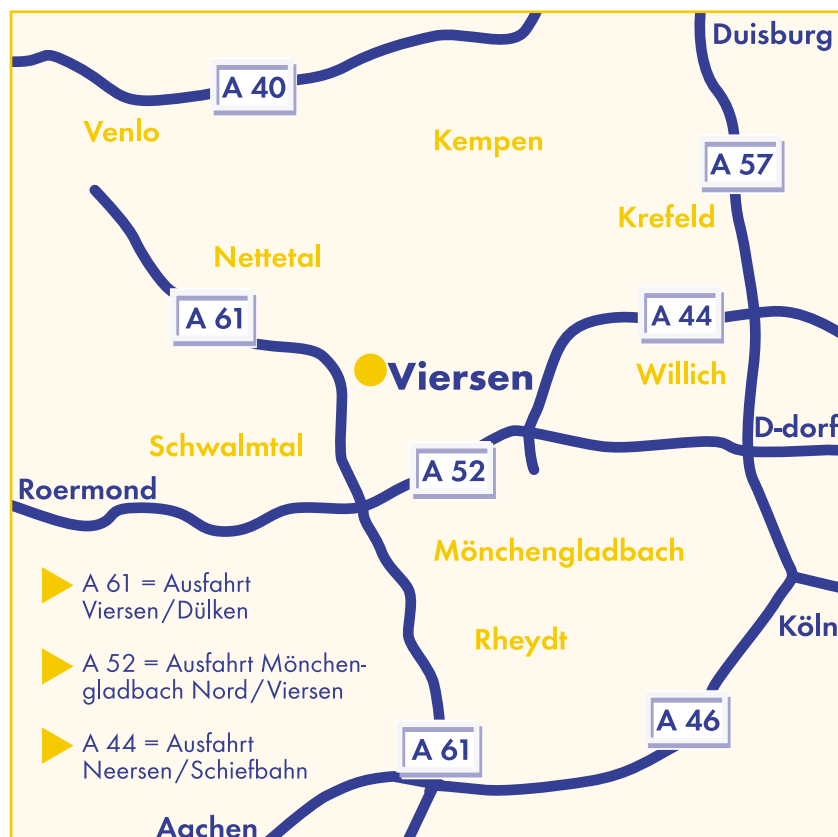 Duisburg
A 40
Venlo
Kempen
A 57
Krefeld
Nettetal
A 61
A 44
Viersen
Willich
D-dorf
Schwalmtal
A 52
Roermond
Mönchengladbach
A 61 = Ausfahrt
Viersen/Dülken
Köln
Rheydt
A 52 = Ausfahrt Mönchen-
gladbach Nord/Viersen
A 46
A 44 = Ausfahrt
Neersen/Schiefbahn
A 61
Aachen